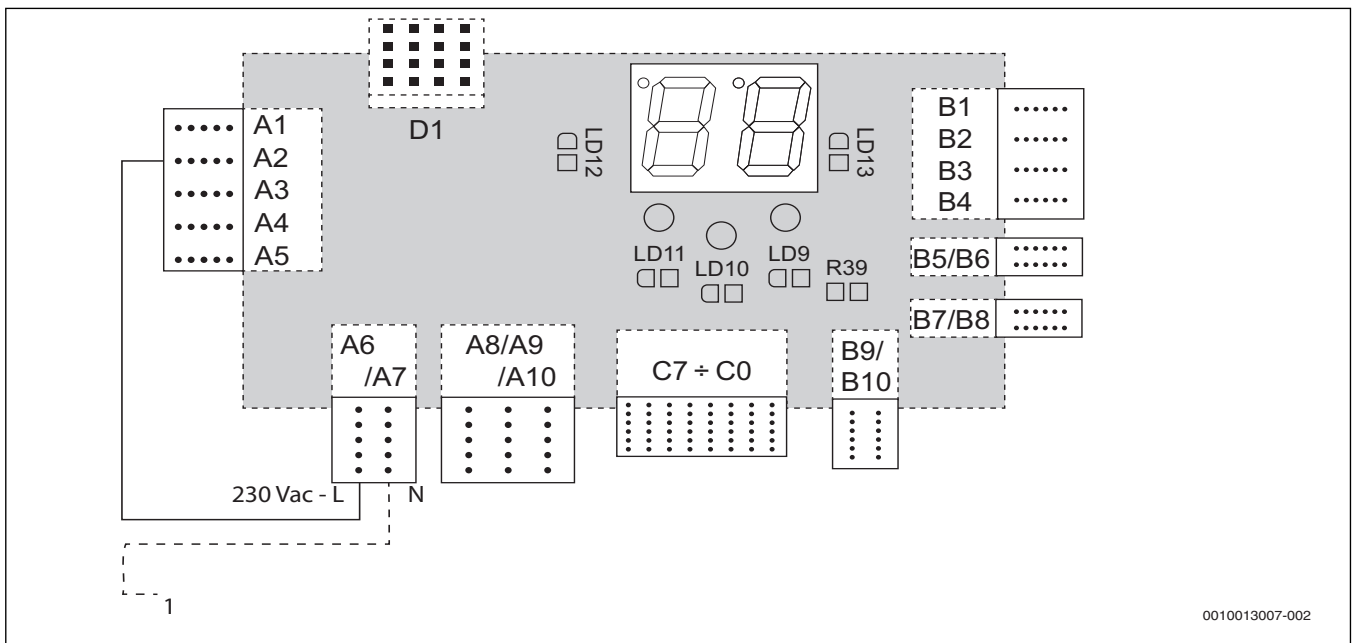 D1
A1
A2
A3
A4
A5
LD12
LD13
B1
B2
B3
B4
B5/B6
B7/B8
LD11
LD10
LD9
R39
A6
/A7
A8/A9
/A10
C7 ÷ C0
B9/
B10
230 Vac - L
N
1
0010013007-002